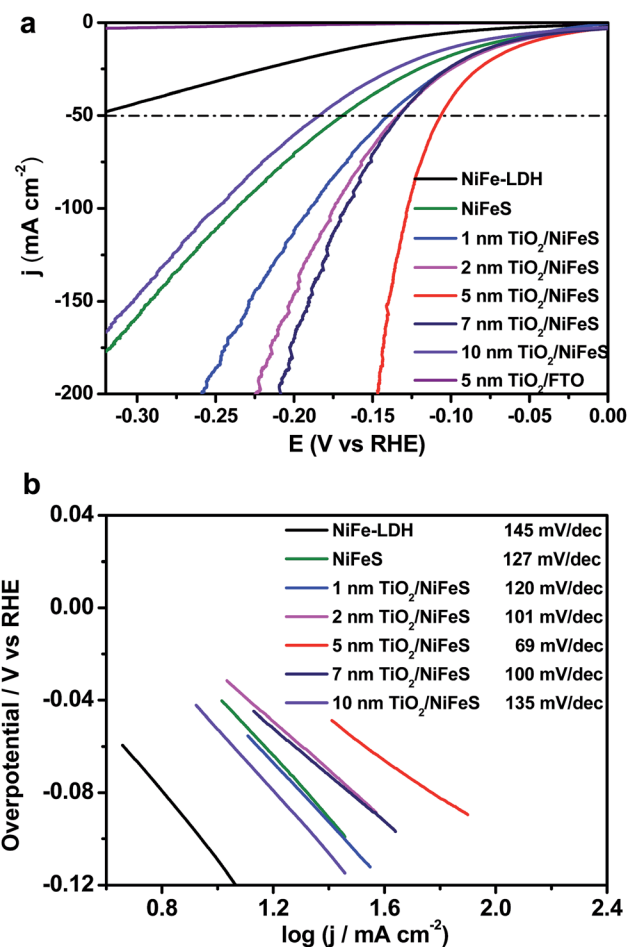 a
0
-50
-100
-150
-200
j (mA cm⁻²)
NiFe-LDH
NiFeS
1 nm TiO₂/NiFeS
2 nm TiO₂/NiFeS
5 nm TiO₂/NiFeS
7 nm TiO₂/NiFeS
10 nm TiO₂/NiFeS
5 nm TiO₂/FTO
-0.30 -0.25 -0.20 -0.15 -0.10 -0.05 0.00
E (V vs RHE)
b
0.04
0.00
-0.04
-0.08
-0.12
Overpotential / V vs RHE
NiFe-LDH 145 mV/dec
NiFeS 127 mV/dec
1 nm TiO₂/NiFeS 120 mV/dec
2 nm TiO₂/NiFeS 101 mV/dec
5 nm TiO₂/NiFeS 69 mV/dec
7 nm TiO₂/NiFeS 100 mV/dec
10 nm TiO₂/NiFeS 135 mV/dec
0.8 1.2 1.6 2.0 2.4
log (j / mA cm⁻²)